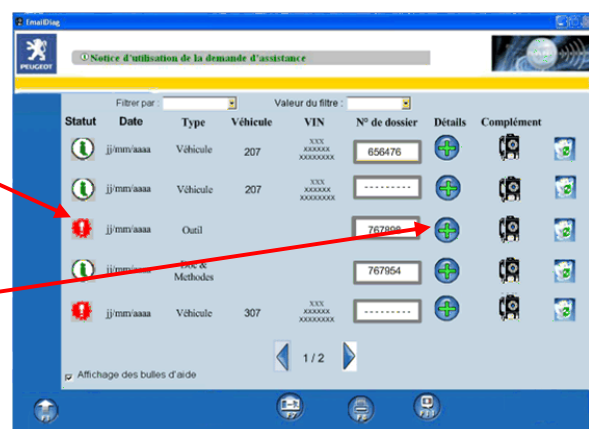 EmailDiag
PEUGEOT
Notice d'utilisation de la demande d'assistance
Filtrer par : Valeur du filtre :
Statut Date Type Véhicule VIN N° de dossier Détails Complément
jj/mm/aaaa Véhicule 207 xxx xxxxxx xxxxxxxx 656476
jj/mm/aaaa Véhicule 207 xxx xxxxxx xxxxxxxx ---------
jj/mm/aaaa Outil 767898
jj/mm/aaaa Doc & Methodes 767954
jj/mm/aaaa Véhicule 307 xxx xxxxxx xxxxxxxx ---------
1 / 2
Affichage des bulles d'aide